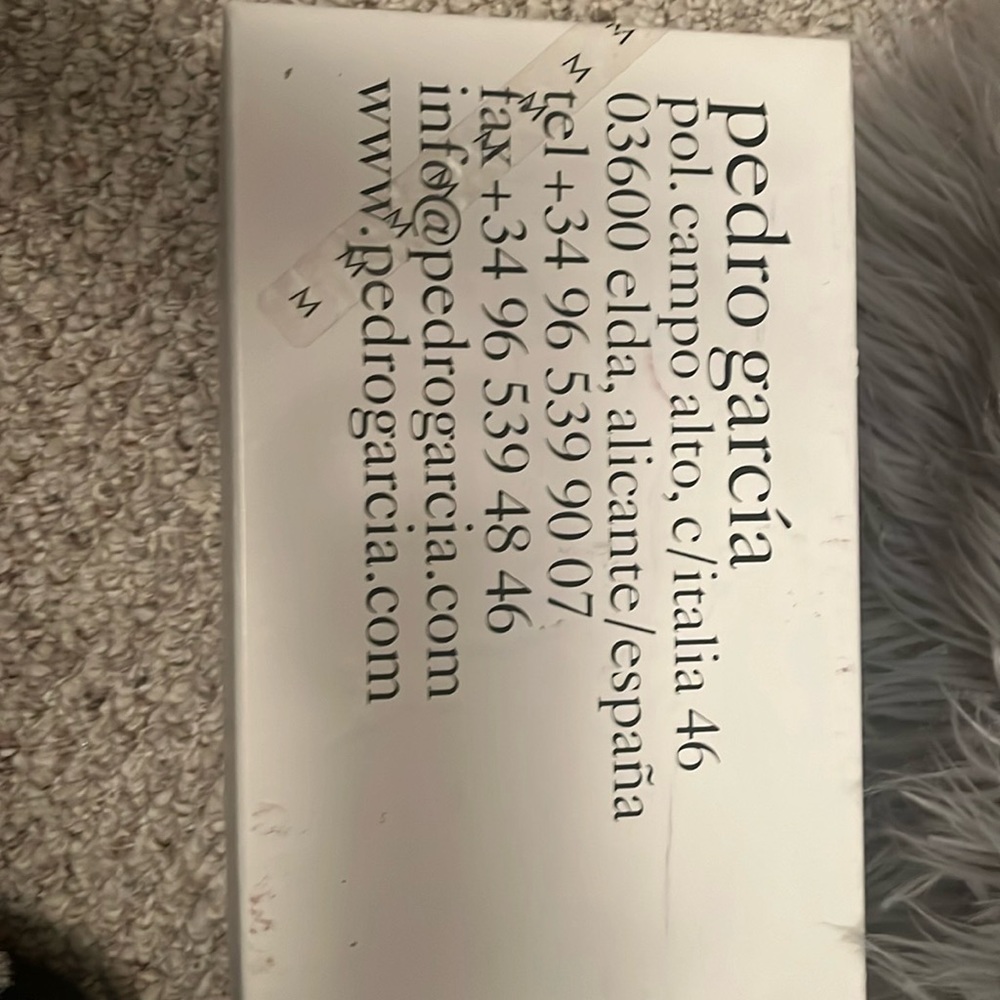 pedro garcía
pol. campo alto, c/italia 46
03600 elda, alicante/españa
tel +34 96 539 90 07
fax +34 96 539 48 46
info@pedrogarcia.com
www.pedrogarcia.com
M
M
M
M
M
M
M
M